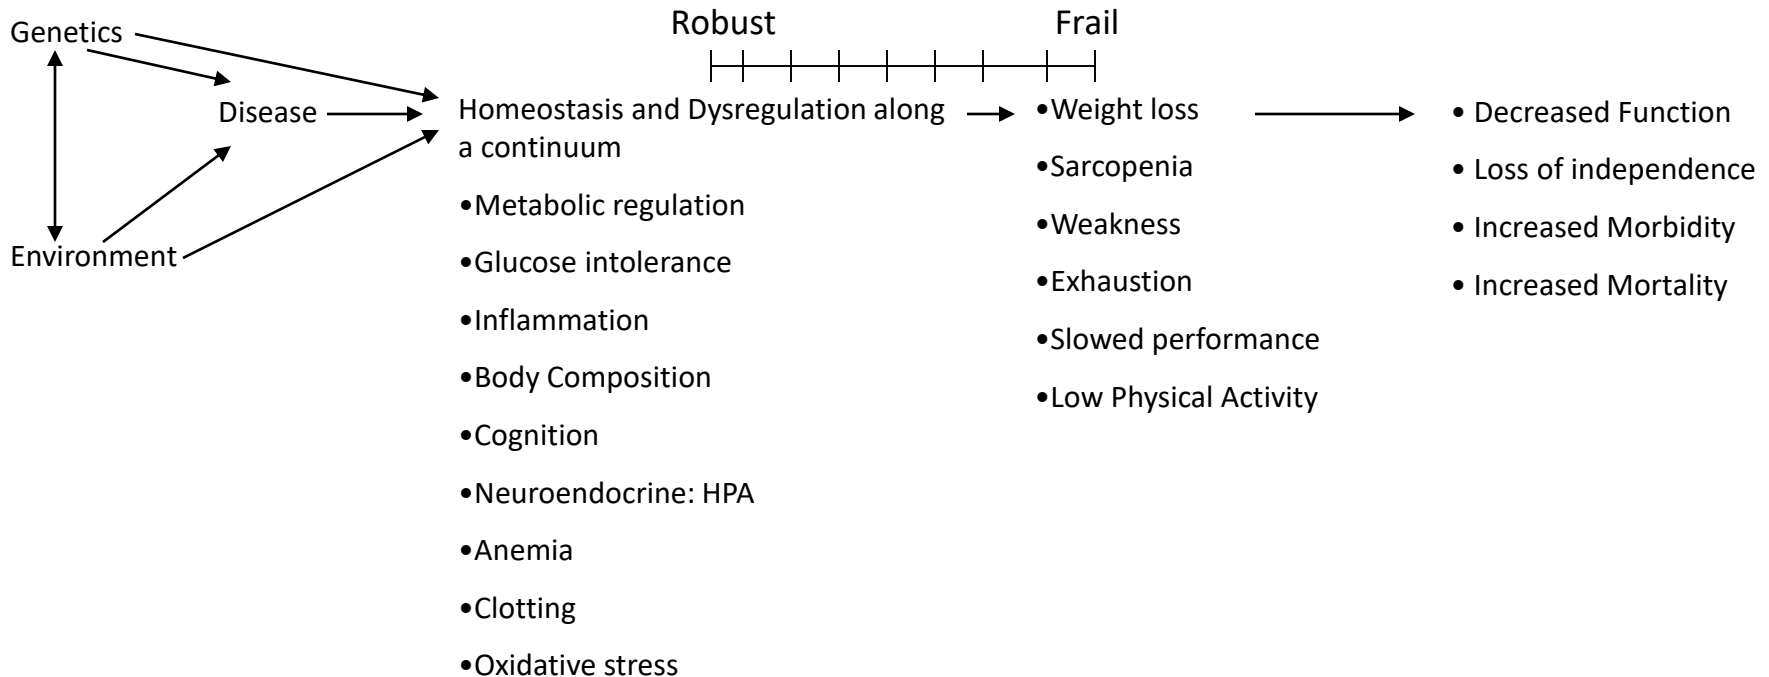 Genetics
Environment
Disease
Robust
Frail
Homeostasis and Dysregulation along
a continuum
•Metabolic regulation
•Glucose intolerance
•Inflammation
•Body Composition
•Cognition
•Neuroendocrine: HPA
•Anemia
•Clotting
•Oxidative stress
•Weight loss
•Sarcopenia
•Weakness
•Exhaustion
•Slowed performance
•Low Physical Activity
• Decreased Function
• Loss of independence
• Increased Morbidity
• Increased Mortality